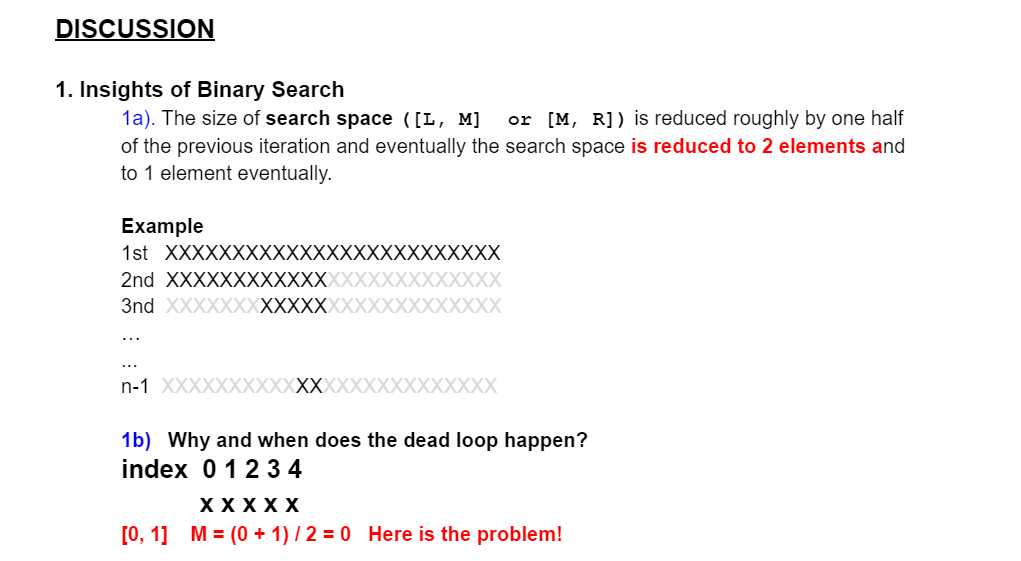 DISCUSSION
1. Insights of Binary Search
1a). The size of search space ([L, M] or [M, R]) is reduced roughly by one half
of the previous iteration and eventually the search space is reduced to 2 elements and
to 1 element eventually.
Example
1st XXXXXXXXXXXXXXXXXXXXXXXXX
2nd XXXXXXXXXXXXXXXXXXXXXXXXX
3nd XXXXXXXXXXXXXXXXXXXXXXXXX
…
...
n-1 XXXXXXXXXXXXXXXXXXXXXXXXX
1b) Why and when does the dead loop happen?
index 0 1 2 3 4
X X X X X
[0, 1] M = (0 + 1) / 2 = 0 Here is the problem!